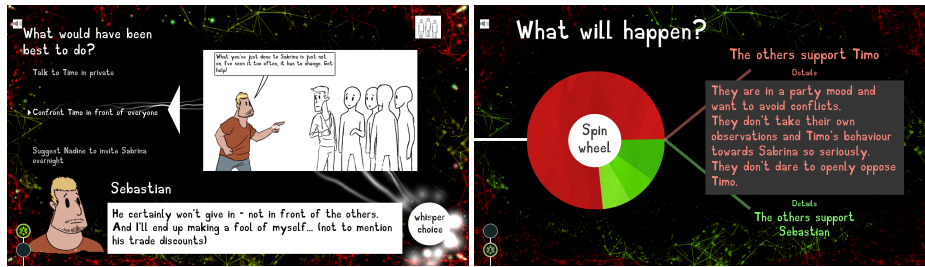 What would have been
best to do?
Talk to Timo in private
Confront Timo in front of everyone
Suggest Nadine to invite Sabrina
overnight
What you've just done to Sabrina is just not
on. I've seen it too often, it has to change. Get
help!
Sebastian
He certainly won't give in - not in front of the others.
And I'll end up making a fool of myself... (not to mention
his trade discounts)
whisper
choice
What will happen?
Spin
wheel
The others support Timo
Details
They are in a party mood and
want to avoid conflicts.
They don't take their own
observations and Timo's behaviour
towards Sabrina so seriously.
They don't dare to openly oppose
Timo.
Details
The others support
Sebastian